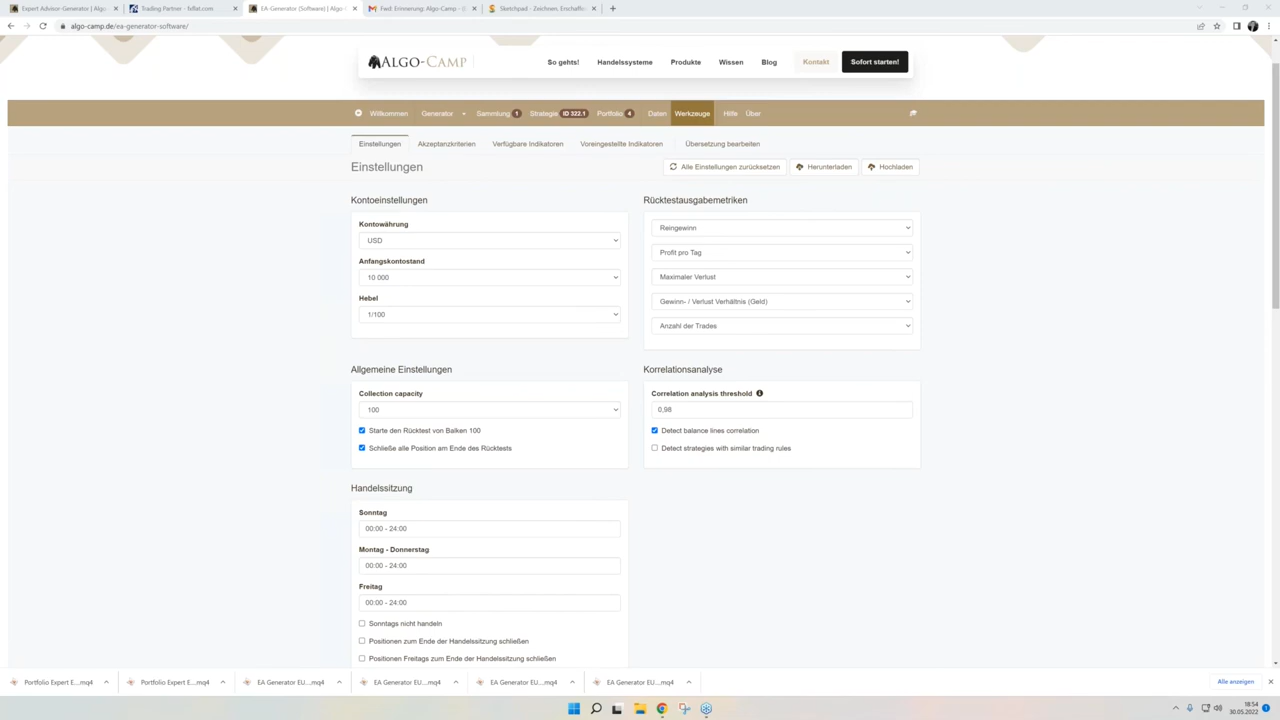 Expert Advisor-Generator | Algo-
Trading Partner - fxflat.com
EA-Generator (Software) | Algo-
Fwd: Erinnerung: Algo-Camp -
Sketchpad - Zeichnen, Erschaffe
algo-camp.de/ea-generator-software/
ALGO-CAMP
So gehts!
Handelssysteme
Produkte
Wissen
Blog
Kontakt
Sofort starten!
Willkommen
Generator
Sammlung 1
Strategie ID 322.1
Portfolio 4
Daten
Werkzeuge
Hilfe
Über
Einstellungen
Akzeptanzkriterien
Verfügbare Indikatoren
Voreingestellte Indikatoren
Übersetzung bearbeiten
Einstellungen
Alle Einstellungen zurücksetzen
Herunterladen
Hochladen
Kontoeinstellungen
Kontowährung
USD
Anfangskontostand
10 000
Hebel
1/100
Rücktestausgabemetriken
Reingewinn
Profit pro Tag
Maximaler Verlust
Gewinn- / Verlust Verhältnis (Geld)
Anzahl der Trades
Allgemeine Einstellungen
Collection capacity
100
Starte den Rücktest von Balken 100
Schließe alle Position am Ende des Rücktests
Korrelationsanalyse
Correlation analysis threshold
0,98
Detect balance lines correlation
Detect strategies with similar trading rules
Handelssitzung
Sonntag
00:00 - 24:00
Montag - Donnerstag
00:00 - 24:00
Freitag
00:00 - 24:00
Sonntags nicht handeln
Positionen zum Ende der Handelssitzung schließen
Positionen Freitags zum Ende der Handelssitzung schließen
Portfolio Expert E....mq4
Portfolio Expert E....mq4
EA Generator EU....mq4
EA Generator EU....mq4
EA Generator EU....mq4
EA Generator EU....mq4
Alle anzeigen
18:54
30.05.2022